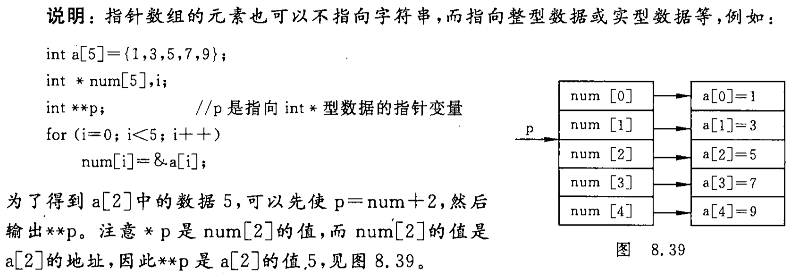 说明：指针数组的元素也可以不指向字符串，而指向整型数据或实型数据等，例如：
int a[5]={1,3,5,7,9};
int * num[5],i;
int **p; //p 是指向 int * 型数据的指针变量
for (i=0; i<5; i++)
num[i]=&a[i];
为了得到 a[2]中的数据 5，可以先使 p=num+2，然后
输出**p。注意 * p 是 num[2]的值，而 num[2]的值是
a[2]的地址，因此**p 是 a[2]的值 5，见图 8.39。
p
num [0] a[0]=1
num [1] a[1]=3
num [2] a[2]=5
num [3] a[3]=7
num [4] a[4]=9
图 8.39